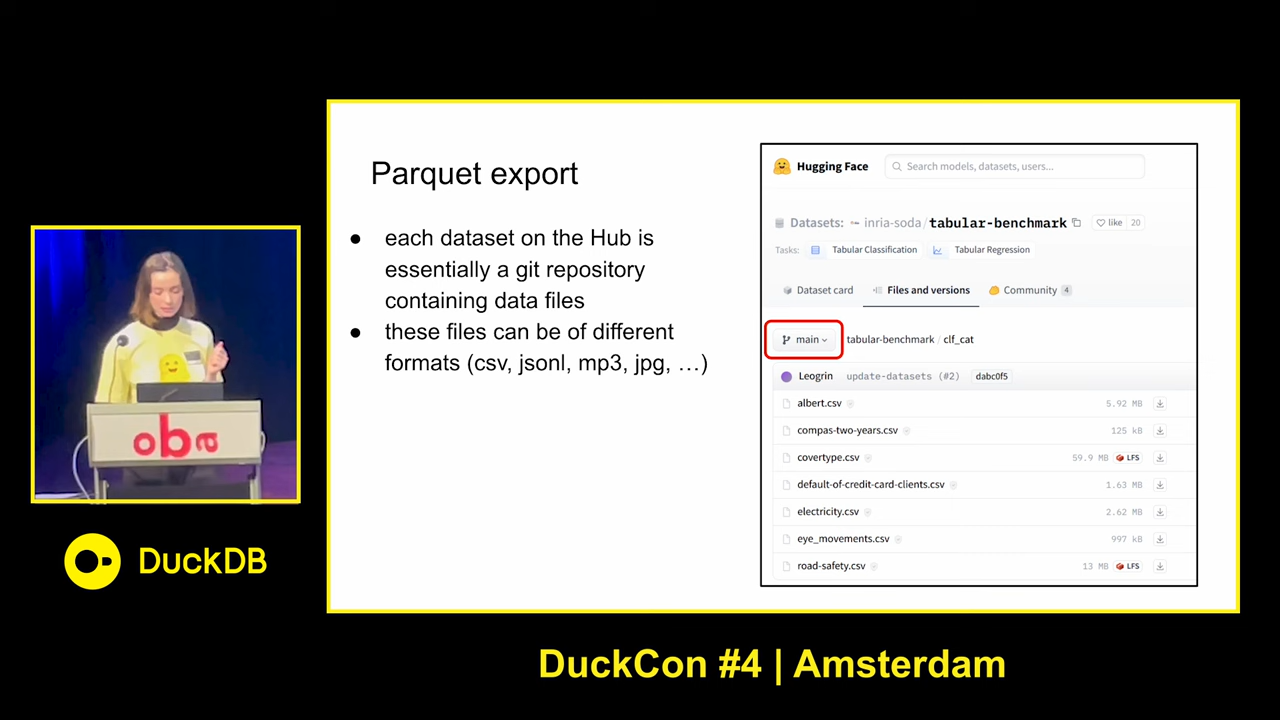 Parquet export
● each dataset on the Hub is
essentially a git repository
containing data files
● these files can be of different
formats (csv, jsonl, mp3, jpg, …)
Hugging Face
Search models, datasets, users...
Datasets: inria-soda/tabular-benchmark
like 20
Tasks: Tabular Classification Tabular Regression
Dataset card Files and versions Community 4
main tabular-benchmark / clf_cat
Leogrin update-datasets (#2) dabc0f5
albert.csv 5.92 MB
compas-two-years.csv 125 kB
covertype.csv 59.9 MB LFS
default-of-credit-card-clients.csv 1.63 MB
electricity.csv 2.62 MB
eye_movements.csv 997 kB
road-safety.csv 13 MB LFS
oba
DuckDB
DuckCon #4 | Amsterdam